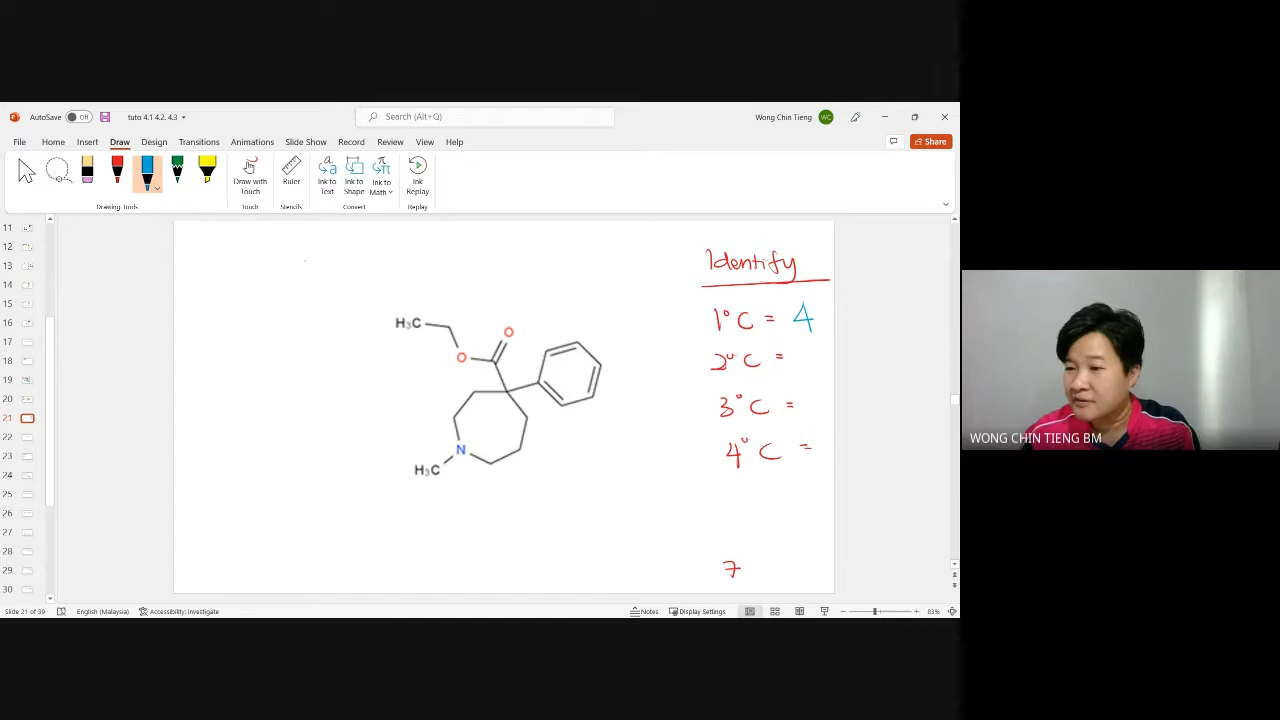 AutoSave Off tuto 4.1 4.2. 4.3 Search (Alt+Q) Wong Chin Tieng WC
File Home Insert Draw Design Transitions Animations Slide Show Record Review View Help Share
Draw with Touch Ruler Ink to Text Ink to Shape Ink to Math Ink Replay
Drawing Tools Touch Stencils Convert Replay
11
12
13
14
15
16
17
18
19
20
21
22
23
24
25
26
27
28
29
30
Identify
1° C = 4
2° C =
3° C =
4° C =
7
H₃C
O
O
N
H₃C
WONG CHIN TIENG BM
Slide 21 of 39 English (Malaysia) Accessibility: Investigate Notes Display Settings 83%